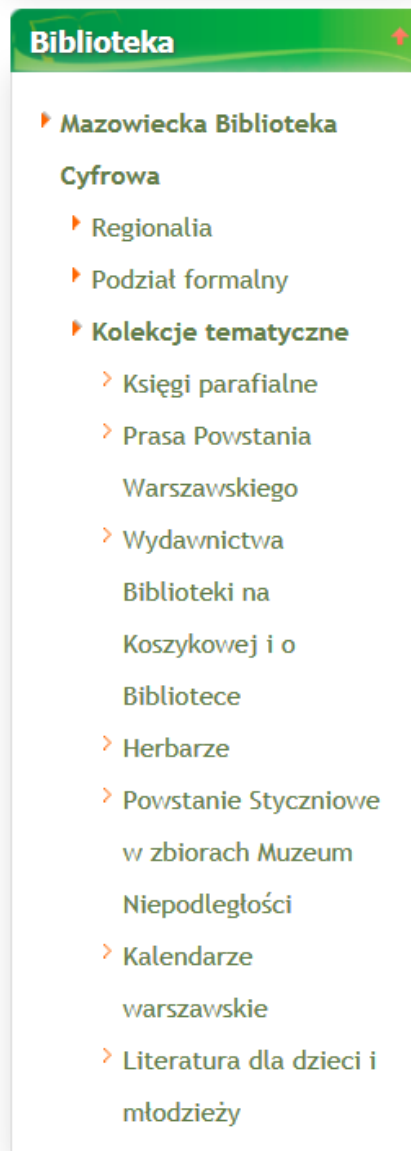 Biblioteka
Mazowiecka Biblioteka
Cyfrowa
Regionalia
Podział formalny
Kolekcje tematyczne
Księgi parafialne
Prasa Powstania
Warszawskiego
Wydawnictwa
Biblioteki na
Koszykowej i o
Bibliotece
Herbarze
Powstanie Styczniowe
w zbiorach Muzeum
Niepodległości
Kalendarze
warszawskie
Literatura dla dzieci i
młodzieży